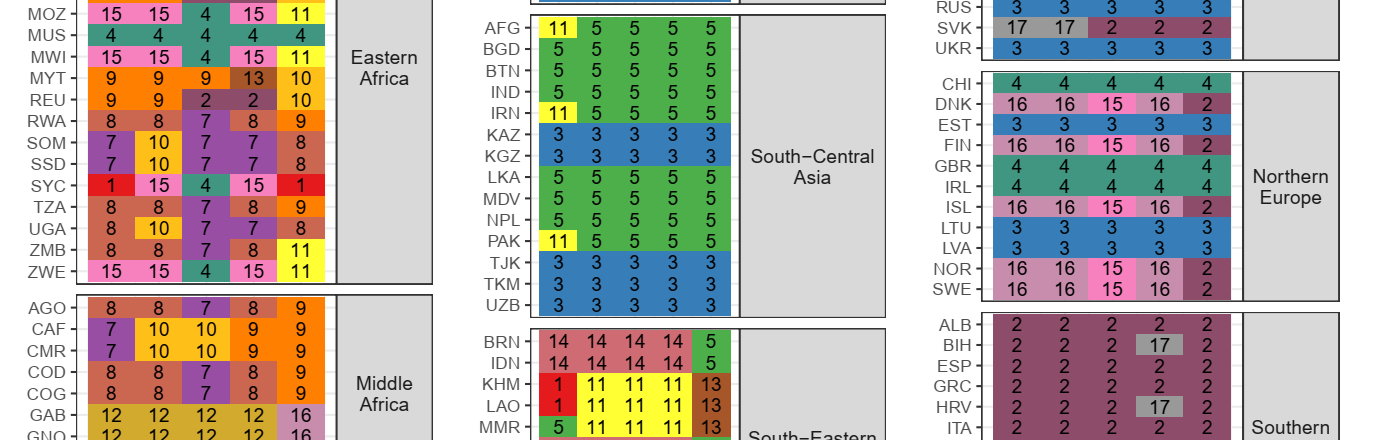 MOZ 15 15 4 15 11
MUS 4 4 4 4 4
MWI 15 15 4 15 11
MYT 9 9 9 13 10
REU 9 9 2 2 10
RWA 8 8 7 8 9
SOM 7 10 7 7 8
SSD 7 10 7 7 8
SYC 1 15 4 15 1
TZA 8 8 7 8 9
UGA 8 10 7 7 8
ZMB 8 8 7 8 11
ZWE 15 15 4 15 11
Eastern
Africa
AGO 8 8 7 8 9
CAF 7 10 10 9 9
CMR 7 10 10 9 9
COD 8 8 7 8 9
COG 8 8 7 8 9
GAB 12 12 12 12 16
GNQ 12 12 12 12 16
Middle
Africa
AFG 11 5 5 5 5
BGD 5 5 5 5 5
BTN 5 5 5 5 5
IND 5 5 5 5 5
IRN 11 5 5 5 5
KAZ 3 3 3 3 3
KGZ 3 3 3 3 3
LKA 5 5 5 5 5
MDV 5 5 5 5 5
NPL 5 5 5 5 5
PAK 11 5 5 5 5
TJK 3 3 3 3 3
TKM 3 3 3 3 3
UZB 3 3 3 3 3
South−Central
Asia
BRN 14 14 14 14 5
IDN 14 14 14 14 5
KHM 1 11 11 11 13
LAO 1 11 11 11 13
MMR 5 11 11 11 13
South−Eastern
RUS 3 3 3 3 3
SVK 17 17 2 2 2
UKR 3 3 3 3 3
CHI 4 4 4 4 4
DNK 16 16 15 16 2
EST 3 3 3 3 3
FIN 16 16 15 16 2
GBR 4 4 4 4 4
IRL 4 4 4 4 4
ISL 16 16 15 16 2
LTU 3 3 3 3 3
LVA 3 3 3 3 3
NOR 16 16 15 16 2
SWE 16 16 15 16 2
Northern
Europe
ALB 2 2 2 2 2
BIH 2 2 2 17 2
ESP 2 2 2 2 2
GRC 2 2 2 2 2
HRV 2 2 2 17 2
ITA 2 2 2 2 2
Southern